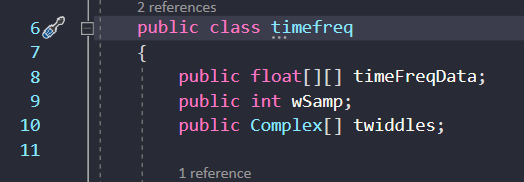 2 references
6 public class timefreq
7 {
8 public float[][] timeFreqData;
9 public int wSamp;
10 public Complex[] twiddles;
11
1 reference